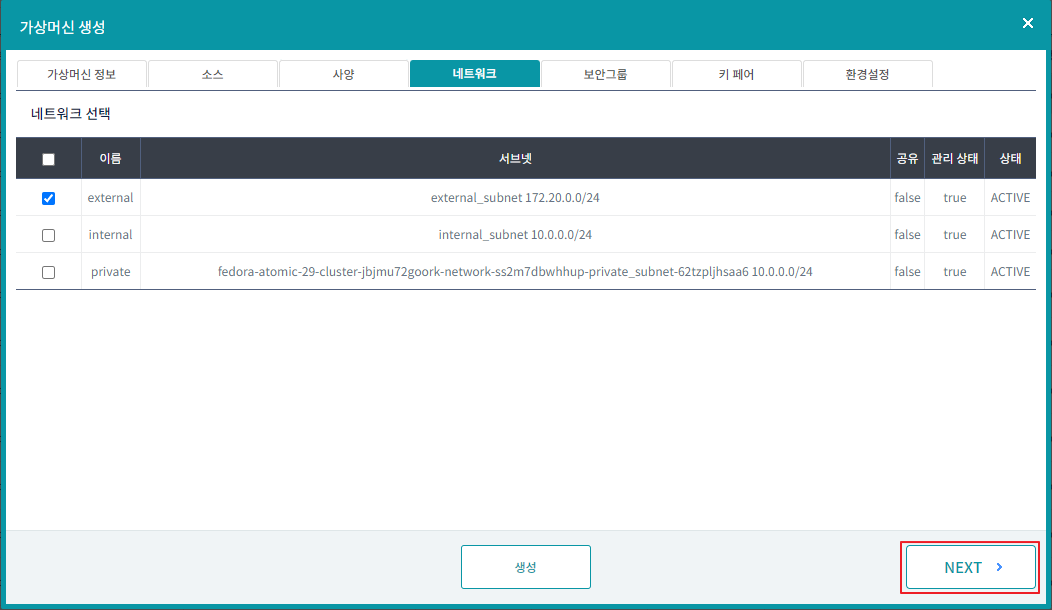 가상머신 생성
가상머신 정보 소스 사양 네트워크 보안그룹 키 페어 환경설정
네트워크 선택
이름 서브넷 공유 관리 상태 상태
external external_subnet 172.20.0.0/24 false true ACTIVE
internal internal_subnet 10.0.0.0/24 false true ACTIVE
private fedora-atomic-29-cluster-jbjmu72goork-network-ss2m7dbwhhup-private_subnet-62tzpljhsaa6 10.0.0.0/24 false true ACTIVE
생성 NEXT